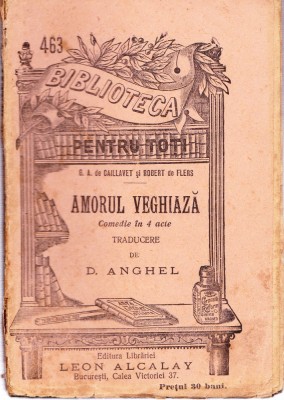 463
BIBLIOTECA
PENTRU TOTI
G. A. de CAILLAVET și ROBERT de FLERS
AMORUL VEGHIAZĂ
Comedie în 4 acte
TRADUCERE
DE
D. ANGHEL
Editura Librăriei
LEON ALCALAY
București, Calea Victoriei 37.
Prețul 30 bani.